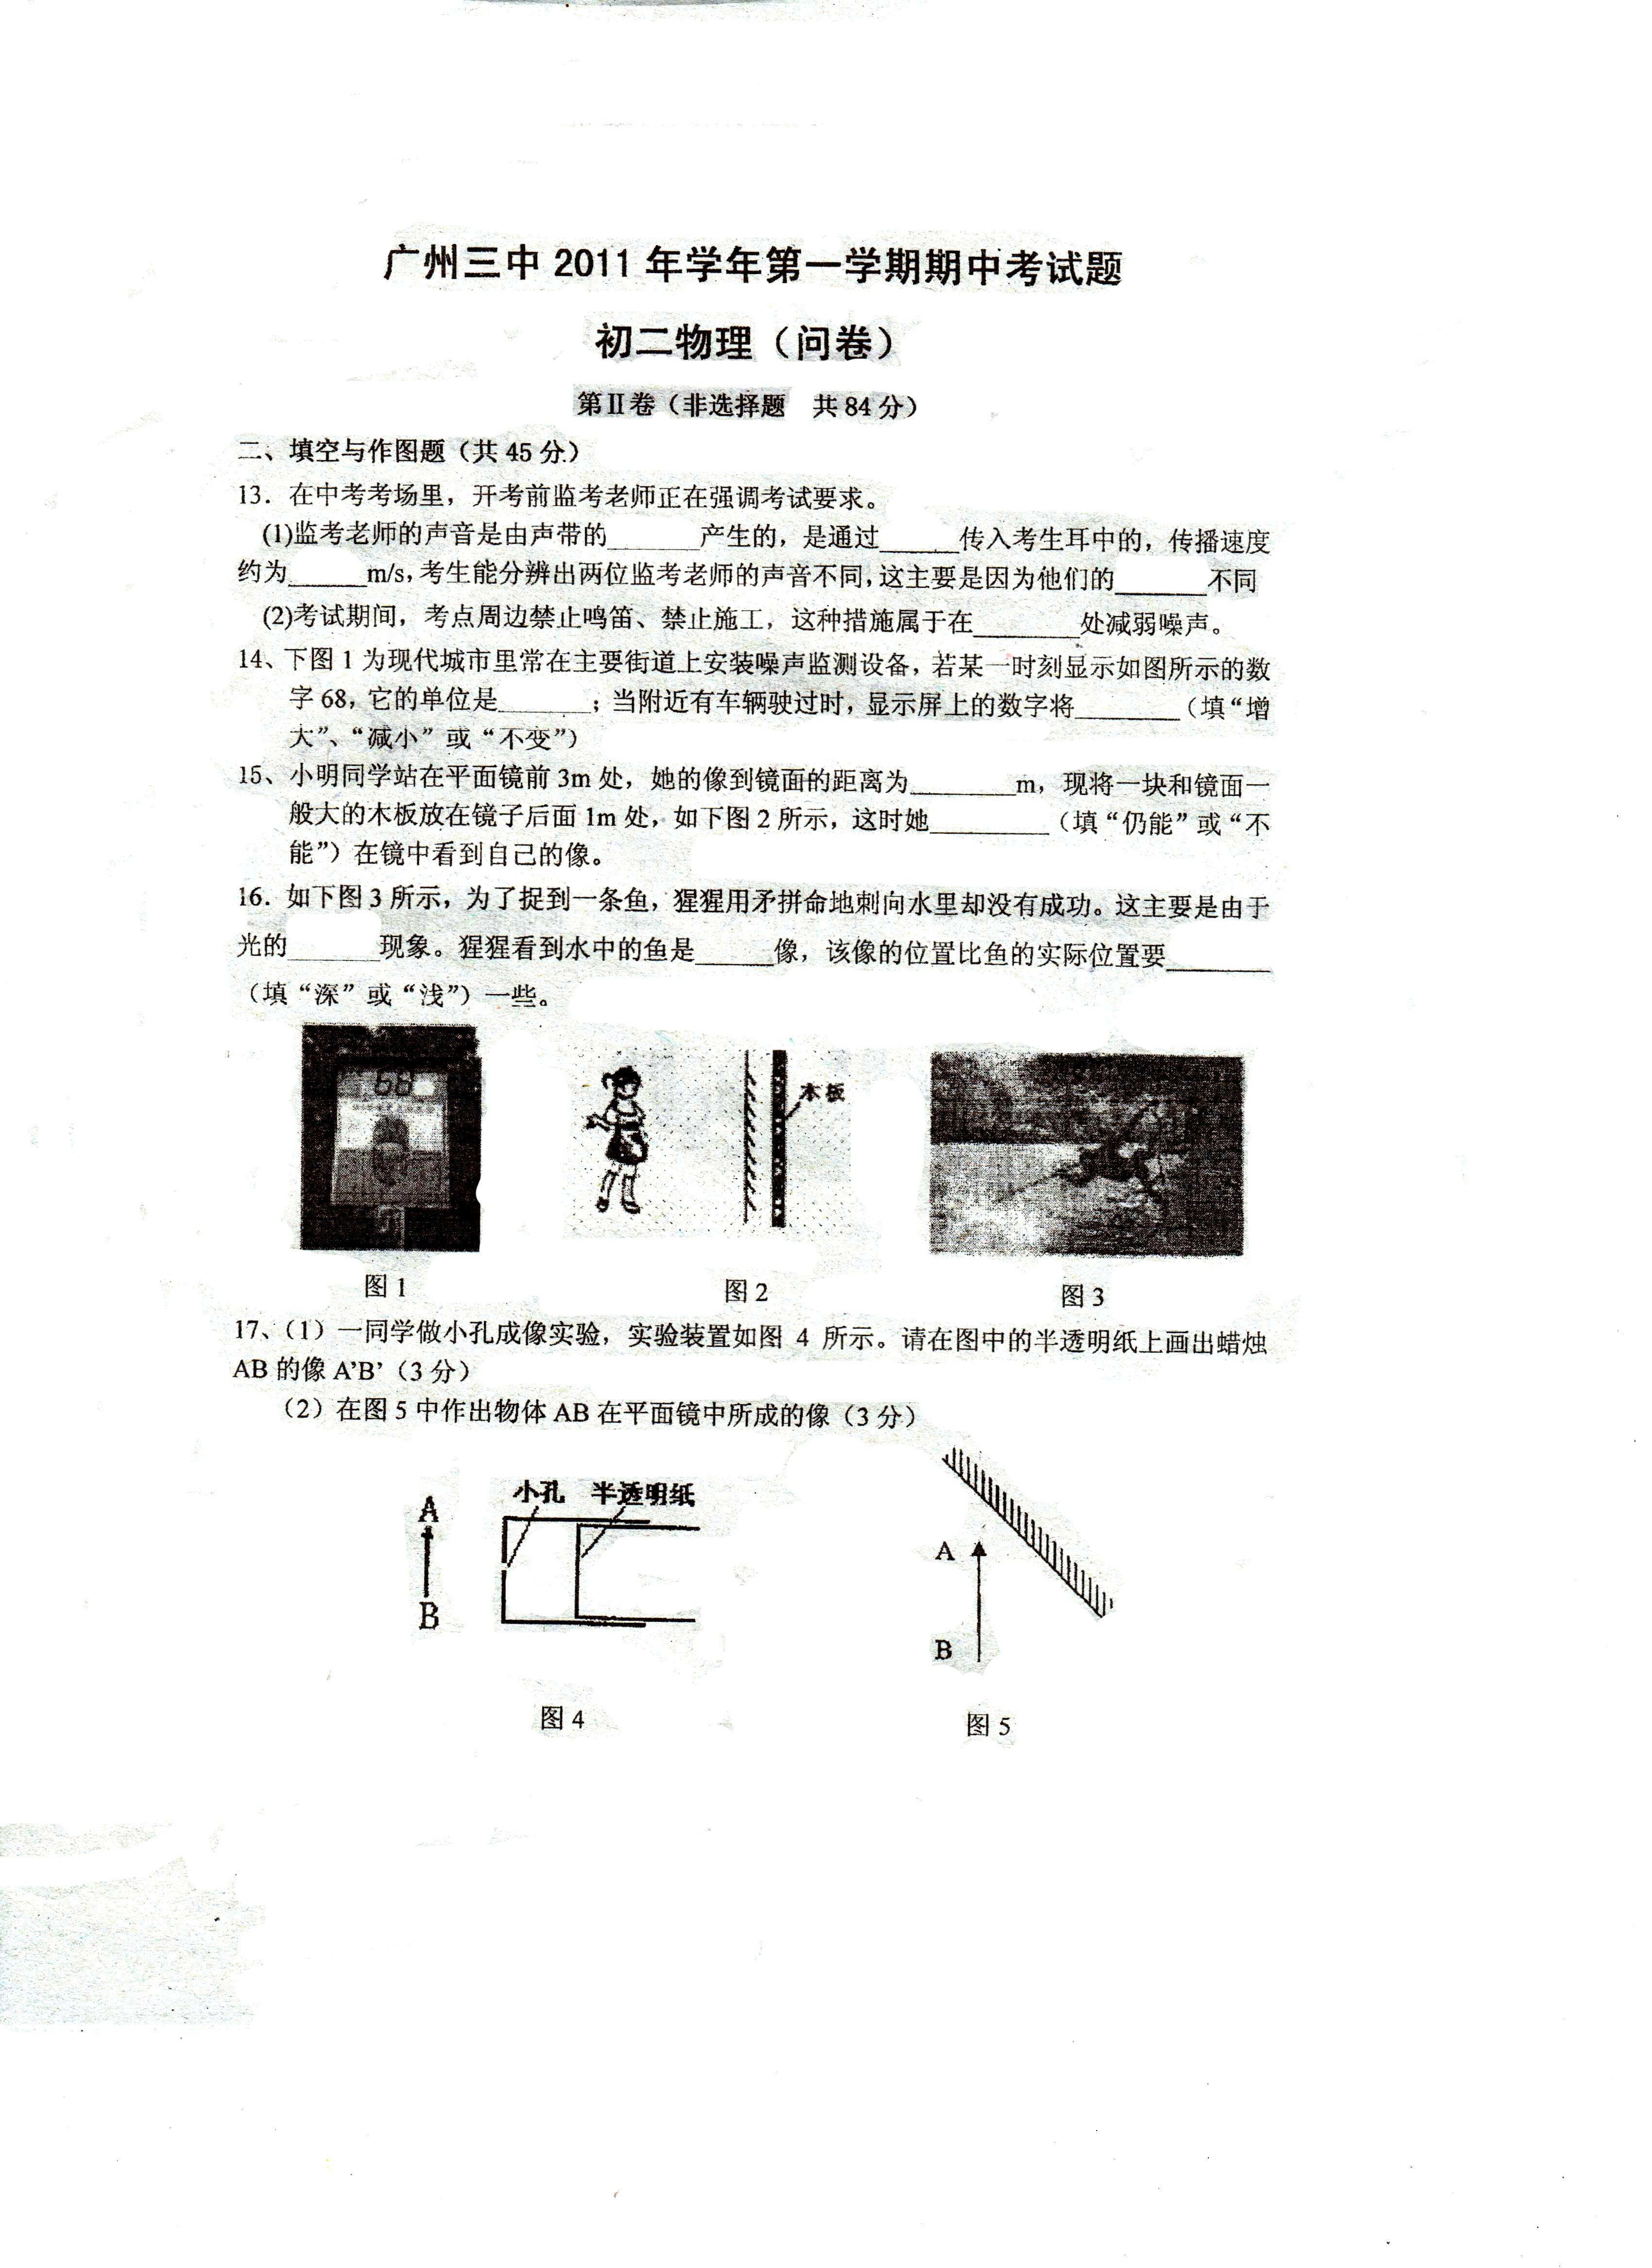 广州三中 2011 年学年第一学期期中考试题
初二物理（问卷）
第Ⅱ卷（非选择题 共 84 分）
二、填空与作图题（共 45 分）
13．在中考考场里，开考前监考老师正在强调考试要求。
(1)监考老师的声音是由声带的_______产生的，是通过______传入考生耳中的，传播速度
约为______m/s，考生能分辨出两位监考老师的声音不同，这主要是因为他们的_______不同
(2)考试期间，考点周边禁止鸣笛、禁止施工，这种措施属于在________处减弱噪声。
14、下图 1 为现代城市里常在主要街道上安装噪声监测设备，若某一时刻显示如图所示的数
字 68，它的单位是_______；当附近有车辆驶过时，显示屏上的数字将________（填“增
大”、“减小”或“不变”）
15、小明同学站在平面镜前 3m 处，她的像到镜面的距离为________m，现将一块和镜面一
般大的木板放在镜子后面 1m 处，如下图 2 所示，这时她_________（填“仍能”或“不
能”）在镜中看到自己的像。
16．如下图 3 所示，为了捉到一条鱼，猩猩用矛拼命地刺向水里却没有成功。这主要是由于
光的_______现象。猩猩看到水中的鱼是______像，该像的位置比鱼的实际位置要________
（填“深”或“浅”）一些。
68
木板
图 1
图 2
图 3
17、（1）一同学做小孔成像实验，实验装置如图 4 所示。请在图中的半透明纸上画出蜡烛
AB 的像 A’B’（3 分）
（2）在图 5 中作出物体 AB 在平面镜中所成的像（3 分）
小孔 半透明纸
A
B
A
B
图 4
图 5